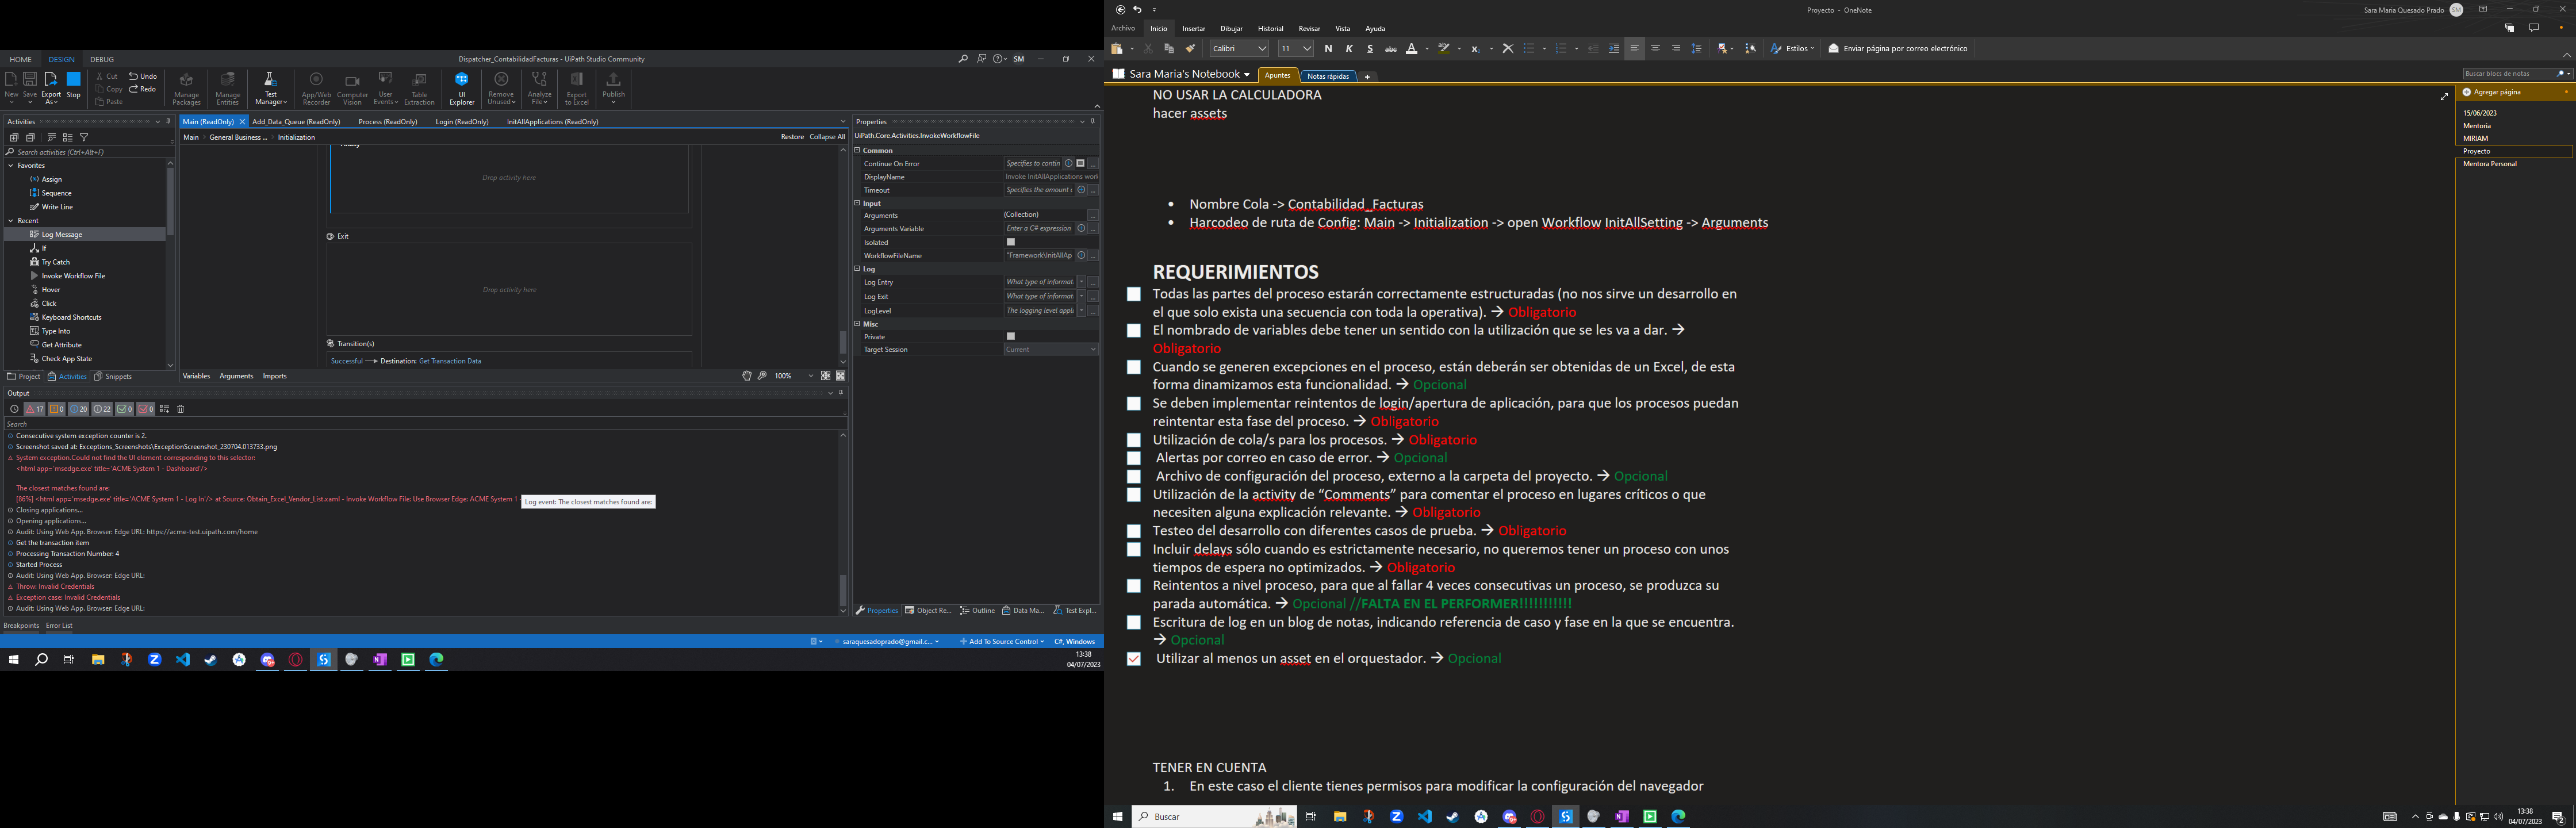 HOME DESIGN DEBUG
Dispatcher_ContabilidadFacturas - UiPath Studio Community
SM
New Save Export As Stop
Cut Copy Paste Undo Redo
Manage Packages
Manage Entities
Test Manager
App/Web Recorder
Computer Vision
User Events
Table Extraction
UI Explorer
Remove Unused
Analyze File
Export to Excel
Publish
Activities
Search activities (Ctrl+Alt+F)
Favorites
Assign
Sequence
Write Line
Recent
Log Message
If
Try Catch
Invoke Workflow File
Hover
Click
Keyboard Shortcuts
Type Into
Get Attribute
Check App State
Project Activities Snippets
Main (ReadOnly) Add_Data_Queue (ReadOnly) Process (ReadOnly) Login (ReadOnly) InitAllApplications (ReadOnly)
Main General Business ... Initialization
Restore Collapse All
Drop activity here
Exit
Drop activity here
Transition(s)
Successful Destination: Get Transaction Data
Variables Arguments Imports
100%
Properties
UiPath.Core.Activities.InvokeWorkflowFile
Common
Continue On Error Specifies to contin
DisplayName Invoke InitAllApplications work
Timeout Specifies the amount o
Input
Arguments (Collection)
Arguments Variable Enter a C# expression
Isolated
WorkflowFileName "Framework\InitAllAp
Log
Log Entry What type of informat
Log Exit What type of informat
LogLevel The logging level appli
Misc
Private
Target Session Current
Properties Object Re... Outline Data Ma... Test Expl...
Output
17 0 20 22 0 0
Search
Consecutive system exception counter is 2.
Screenshot saved at: Exceptions_Screenshots\ExceptionScreenshot_230704.013733.png
System exception.Could not find the UI element corresponding to this selector:
<html app='msedge.exe' title='ACME System 1 - Dashboard'/>
The closest matches found are:
[86%] <html app='msedge.exe' title='ACME System 1 - Log In'/> at Source: Obtain_Excel_Vendor_List.xaml - Invoke Workflow File: Use Browser Edge: ACME System 1
Log event: The closest matches found are:
Closing applications...
Opening applications...
Audit: Using Web App. Browser: Edge URL: https://acme-test.uipath.com/home
Get the transaction item
Processing Transaction Number: 4
Started Process
Audit: Using Web App. Browser: Edge URL:
Throw: Invalid Credentials
Exception case: Invalid Credentials
Audit: Using Web App. Browser: Edge URL:
Breakpoints Error List
saraquesadoprado@gmail.c... Add To Source Control C#, Windows
13:38
04/07/2023
Proyecto - OneNote
Sara Maria Quesado Prado SM
Archivo Inicio Insertar Dibujar Historial Revisar Vista Ayuda
Calibri 11 N K S abc A
Estilos
Enviar página por correo electrónico
Sara Maria's Notebook Apuntes Notas rápidas +
Buscar blocs de notas
Agregar página
15/06/2023
Mentoria
MIRIAM
Proyecto
Mentora Personal
NO USAR LA CALCULADORA
hacer assets
• Nombre Cola -> Contabilidad_Facturas
• Harcodeo de ruta de Config: Main -> Initialization -> open Workflow InitAllSetting -> Arguments
REQUERIMIENTOS
Todas las partes del proceso estarán correctamente estructuradas (no nos sirve un desarrollo en
el que solo exista una secuencia con toda la operativa). → Obligatorio
El nombrado de variables debe tener un sentido con la utilización que se les va a dar. →
Obligatorio
Cuando se generen excepciones en el proceso, están deberán ser obtenidas de un Excel, de esta
forma dinamizamos esta funcionalidad. → Opcional
Se deben implementar reintentos de login/apertura de aplicación, para que los procesos puedan
reintentar esta fase del proceso. → Obligatorio
Utilización de cola/s para los procesos. → Obligatorio
Alertas por correo en caso de error. → Opcional
Archivo de configuración del proceso, externo a la carpeta del proyecto. → Opcional
Utilización de la activity de “Comments” para comentar el proceso en lugares críticos o que
necesiten alguna explicación relevante. → Obligatorio
Testeo del desarrollo con diferentes casos de prueba. → Obligatorio
Incluir delays sólo cuando es estrictamente necesario, no queremos tener un proceso con unos
tiempos de espera no optimizados. → Obligatorio
Reintentos a nivel proceso, para que al fallar 4 veces consecutivas un proceso, se produzca su
parada automática. → Opcional //FALTA EN EL PERFORMER!!!!!!!!!!!
Escritura de log en un blog de notas, indicando referencia de caso y fase en la que se encuentra.
→ Opcional
Utilizar al menos un asset en el orquestador. → Opcional
TENER EN CUENTA
1. En este caso el cliente tienes permisos para modificar la configuración del navegador
Buscar
13:38
04/07/2023
2